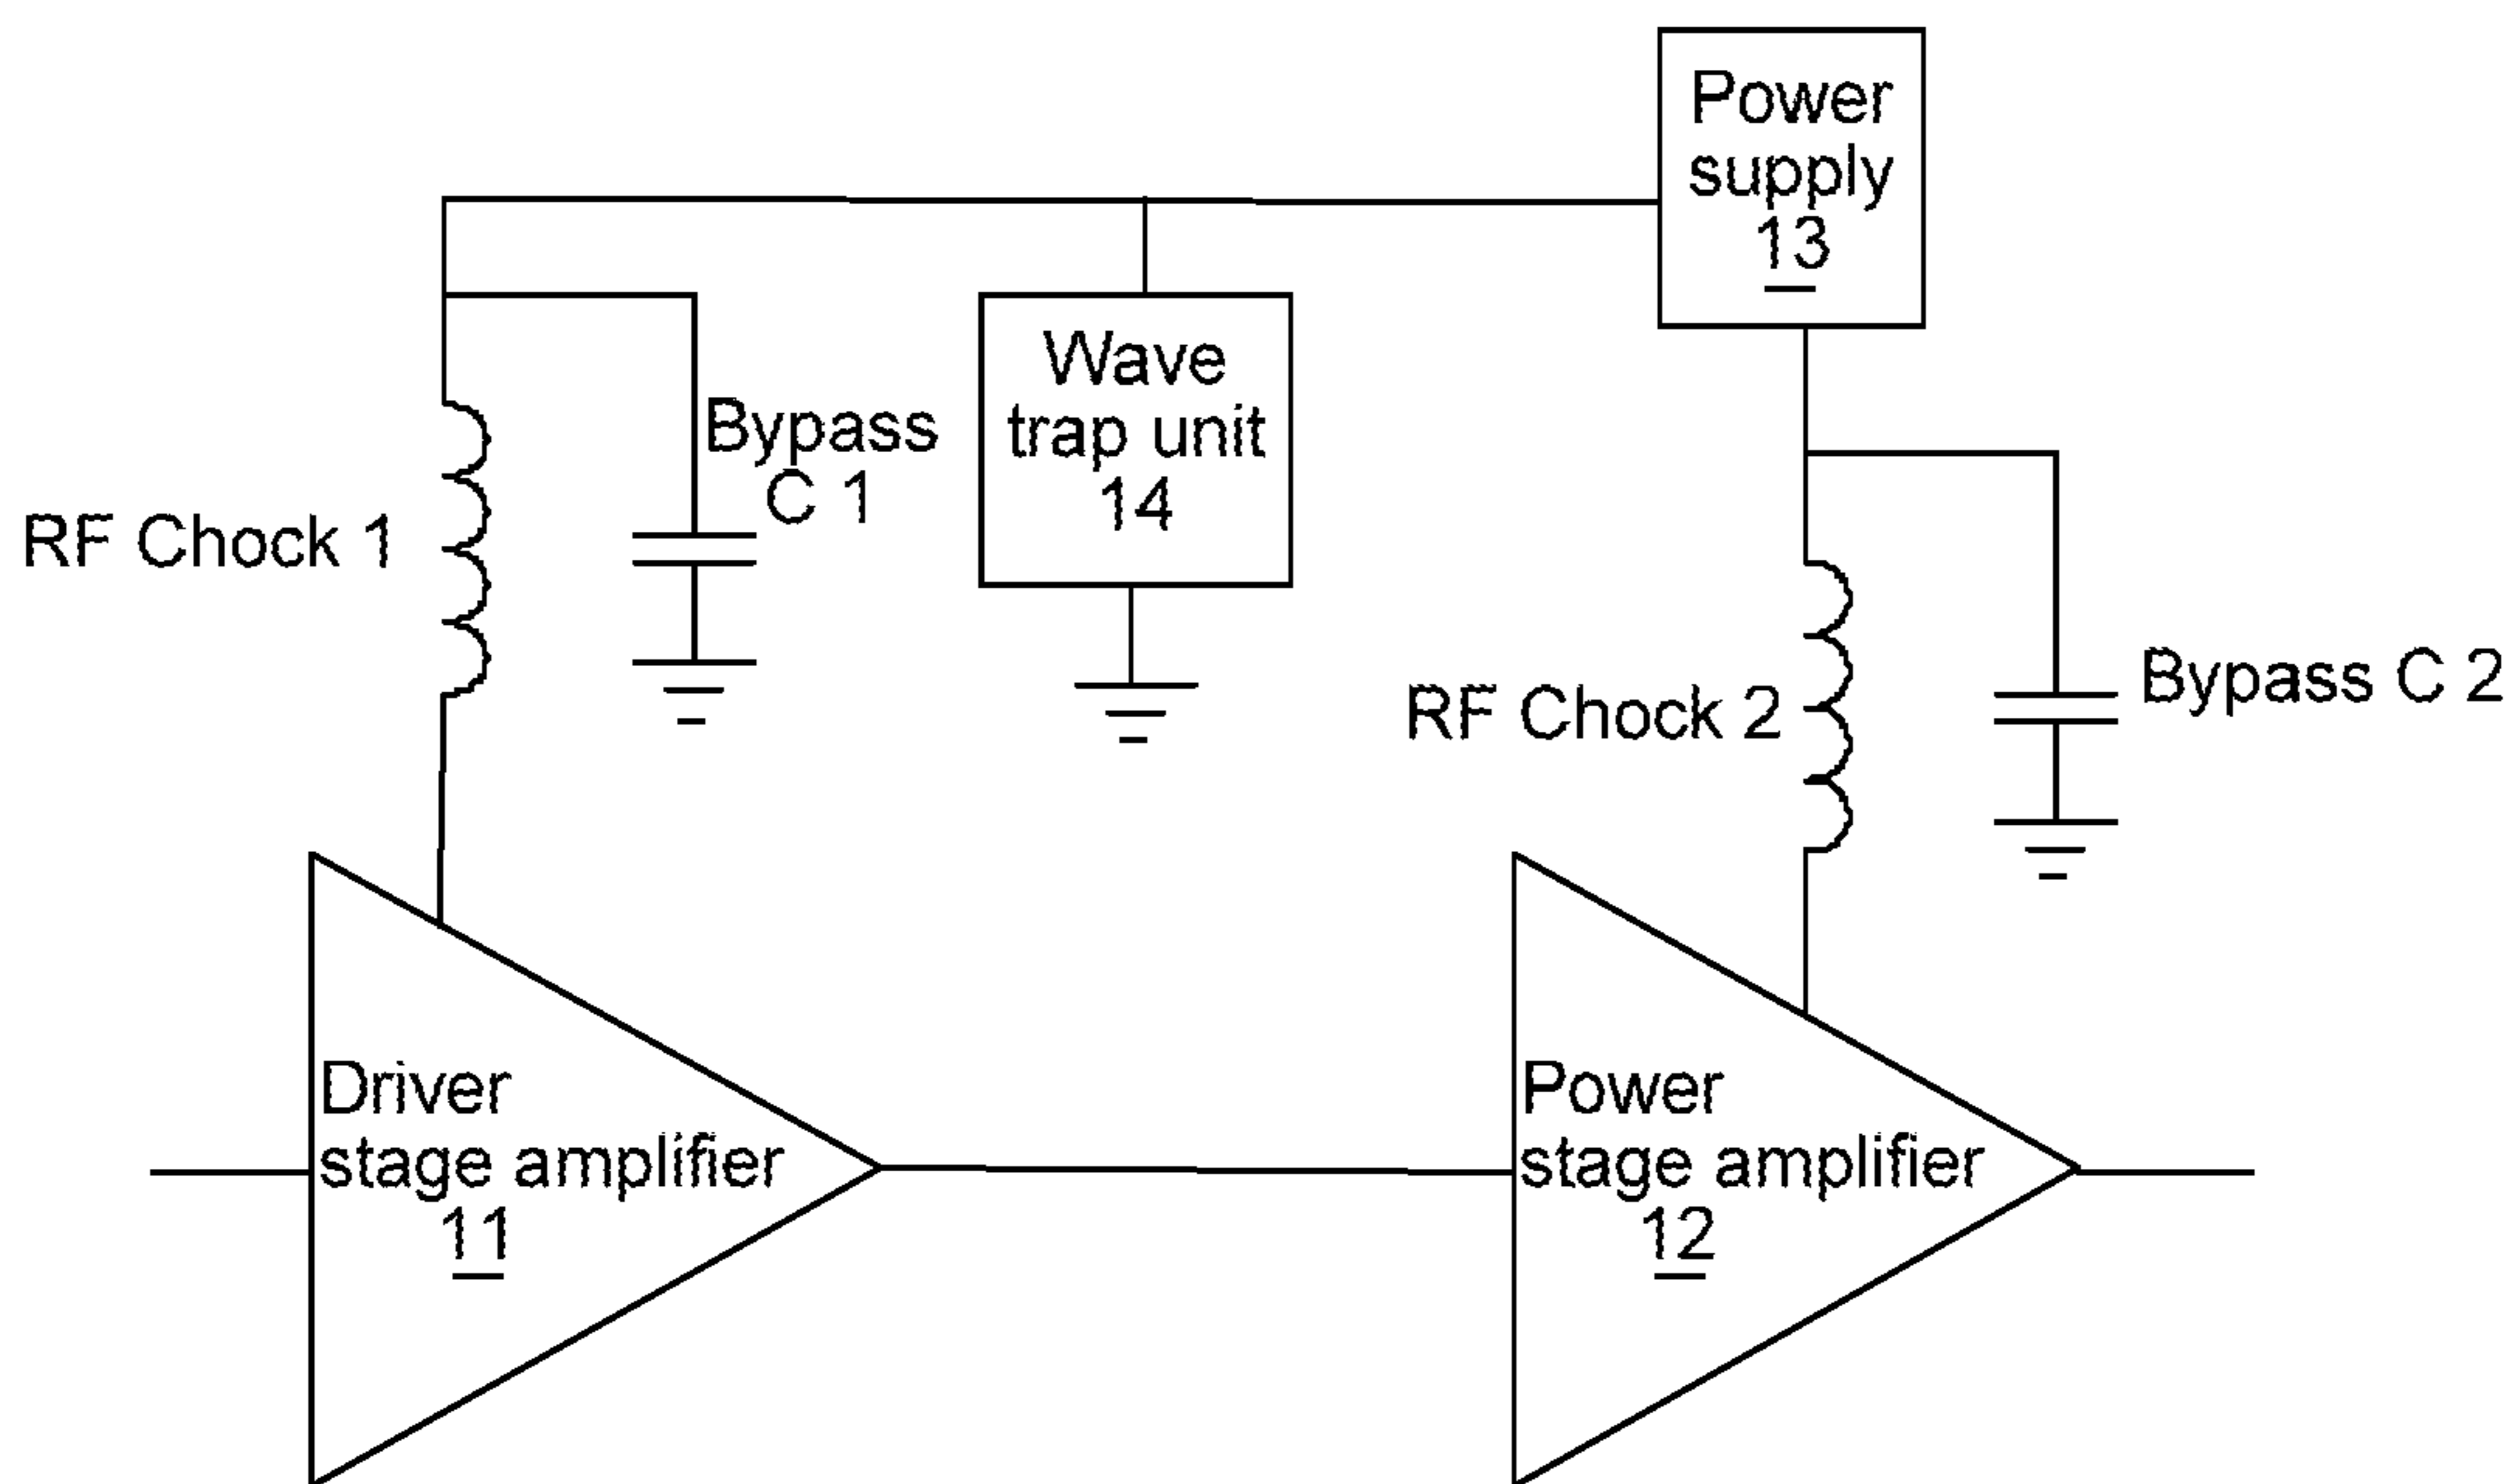 Power
supply
13
Wave
trap unit
14
Bypass
C 1
RF Chock 1
RF Chock 2
Bypass C 2
Driver
stage amplifier
11
Power
stage amplifier
12